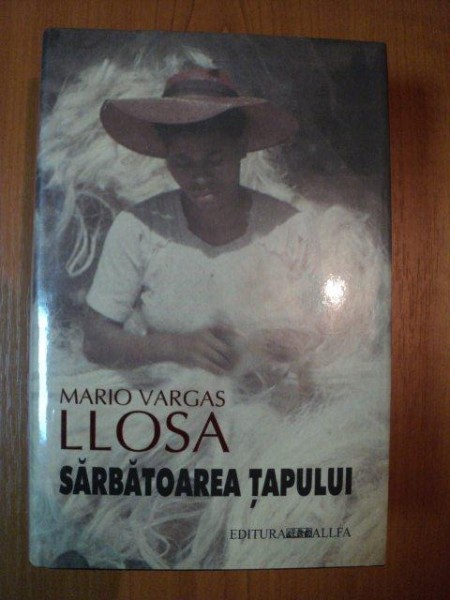 MARIO VARGAS
LLOSA
SĂRBĂTOAREA ȚAPULUI
EDITURA ALLFA